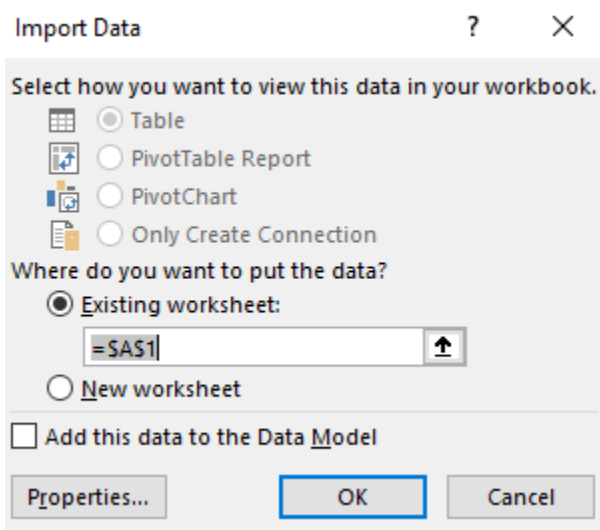 Import Data ?
Select how you want to view this data in your workbook.
Table
PivotTable Report
PivotChart
Only Create Connection
Where do you want to put the data?
Existing worksheet:
=$A$1
New worksheet
Add this data to the Data Model
Properties... OK Cancel